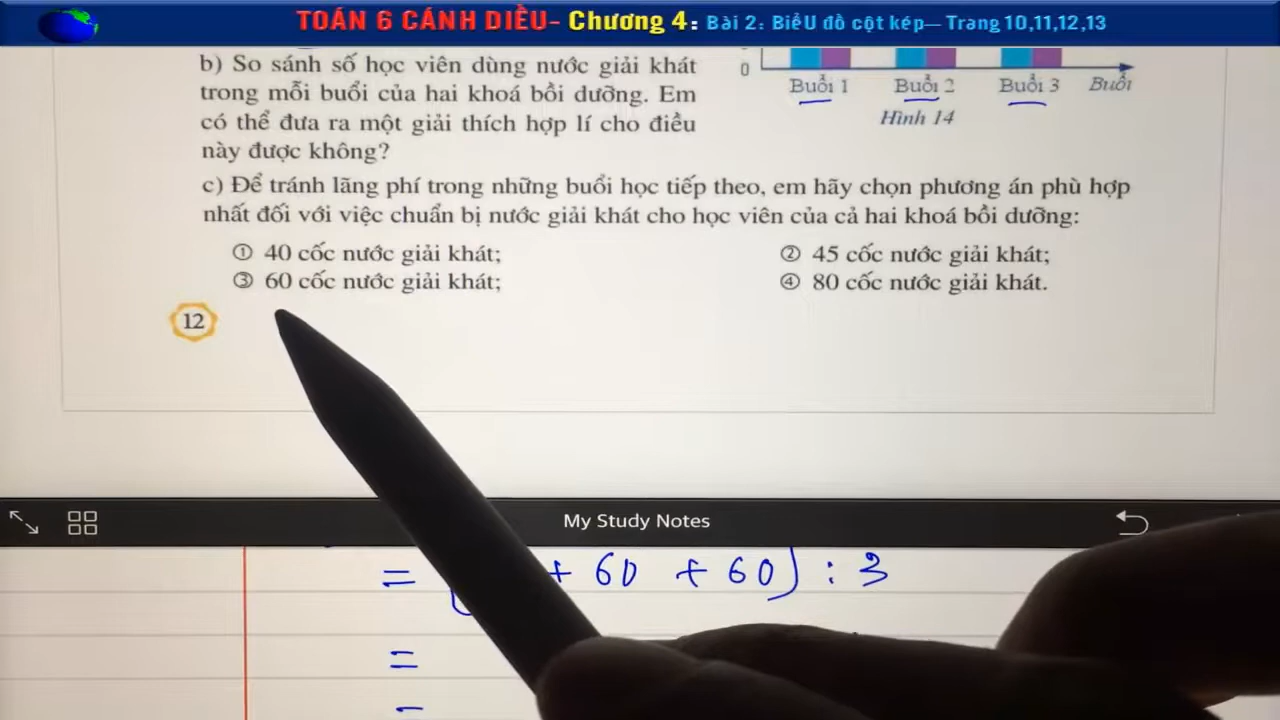 TOÁN 6 CÁNH DIỀU- Chương 4: Bài 2: BiểU đồ cột kép— Trang 10,11,12,13
b) So sánh số học viên dùng nước giải khát
trong mỗi buổi của hai khoá bồi dưỡng. Em
có thể đưa ra một giải thích hợp lí cho điều
này được không?
0
Buổi 1 Buổi 2 Buổi 3 Buổi
Hình 14
c) Để tránh lãng phí trong những buổi học tiếp theo, em hãy chọn phương án phù hợp
nhất đối với việc chuẩn bị nước giải khát cho học viên của cả hai khoá bồi dưỡng:
① 40 cốc nước giải khát; ② 45 cốc nước giải khát;
③ 60 cốc nước giải khát; ④ 80 cốc nước giải khát.
12
My Study Notes
= ( + 60 + 60) : 3
=
=